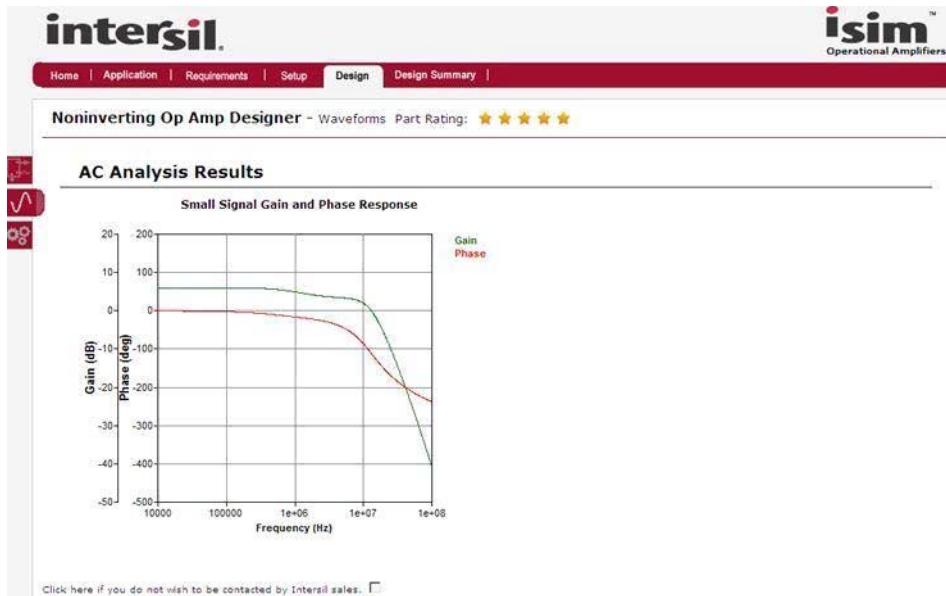 intersil.
isim™
Operational Amplifiers
Home | Application | Requirements | Setup Design Design Summary |
Noninverting Op Amp Designer - Waveforms Part Rating:
AC Analysis Results
Small Signal Gain and Phase Response
Gain
Phase
20 200
10 100
0 0
-10 -100
-20 -200
-30 -300
-40 -400
-50 -500
Gain (dB)
Phase (deg)
10000 100000 1e+06 1e+07 1e+08
Frequency (Hz)
Click here if you do not wish to be contacted by Intersil sales.